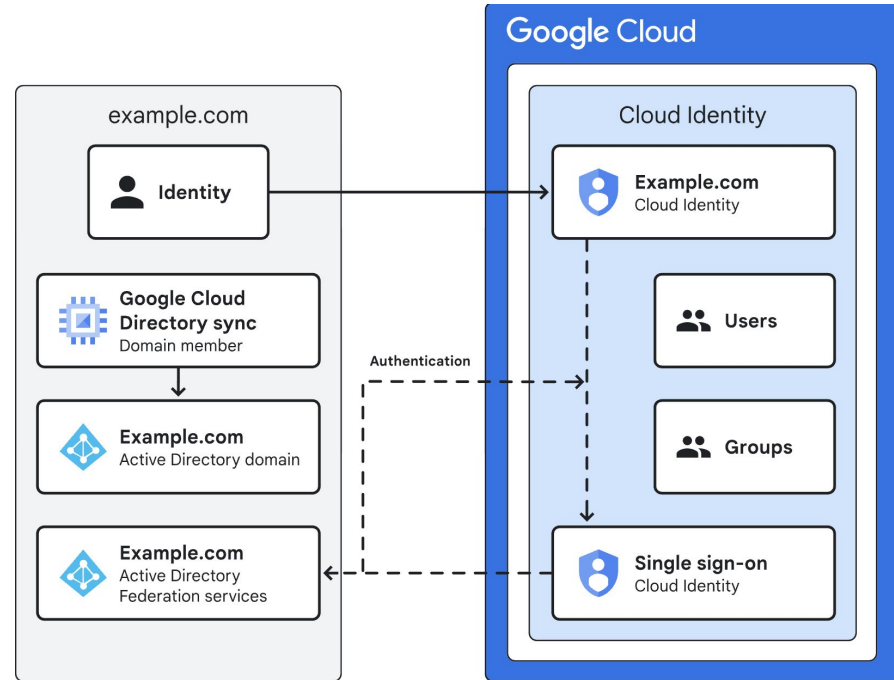 Google Cloud
example.com
Identity
Google Cloud
Directory sync
Domain member
Example.com
Active Directory domain
Example.com
Active Directory
Federation services
Authentication
Cloud Identity
Example.com
Cloud Identity
Users
Groups
Single sign-on
Cloud Identity